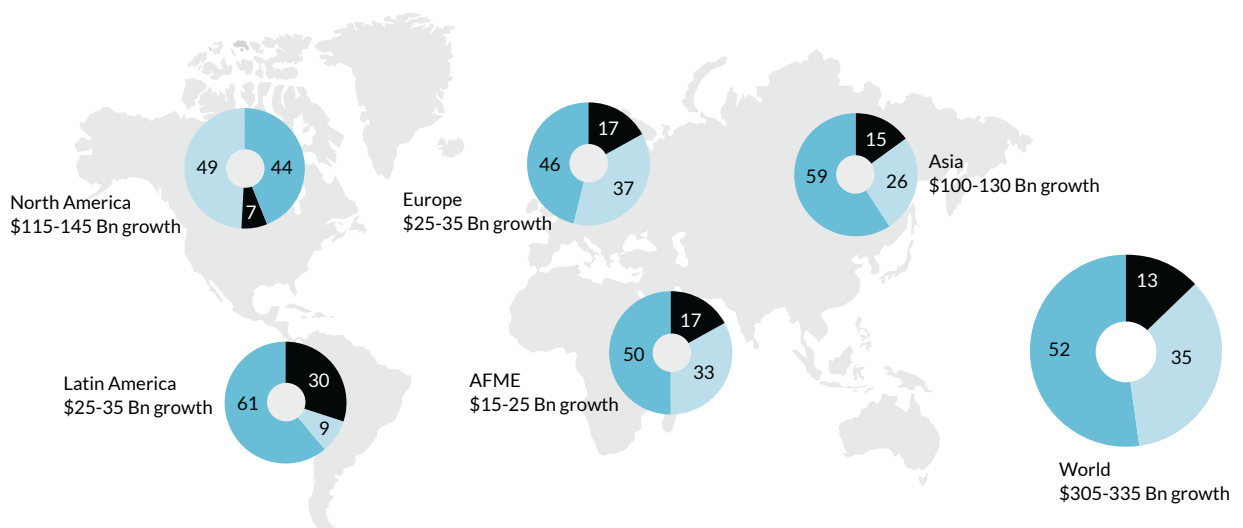 49
44
7
North America
$115-145 Bn growth
17
46
37
Europe
$25-35 Bn growth
15
59
26
Asia
$100-130 Bn growth
30
61
9
Latin America
$25-35 Bn growth
17
50
33
AFME
$15-25 Bn growth
13
52
35
World
$305-335 Bn growth